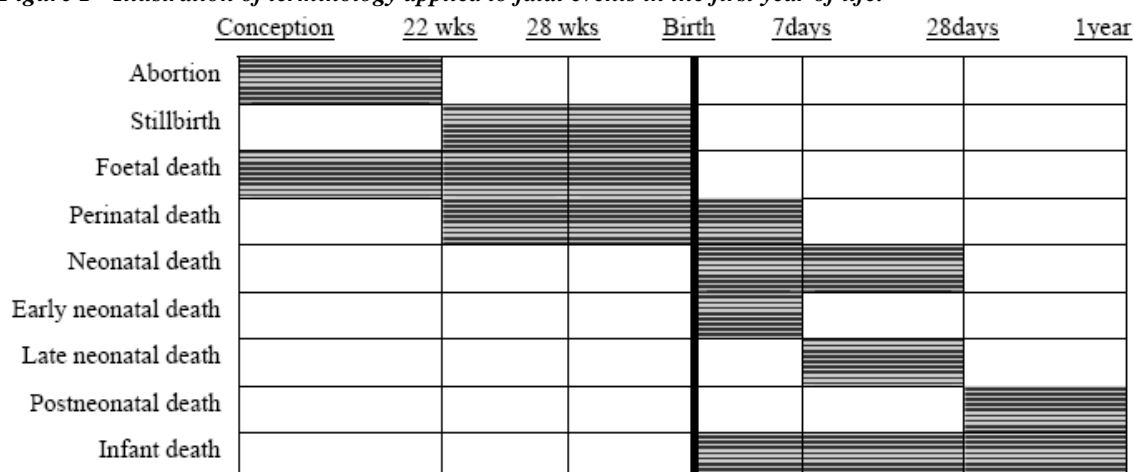 Conception 22 wks 28 wks Birth 7days 28days 1year
Abortion
Stillbirth
Foetal death
Perinatal death
Neonatal death
Early neonatal death
Late neonatal death
Postneonatal death
Infant death